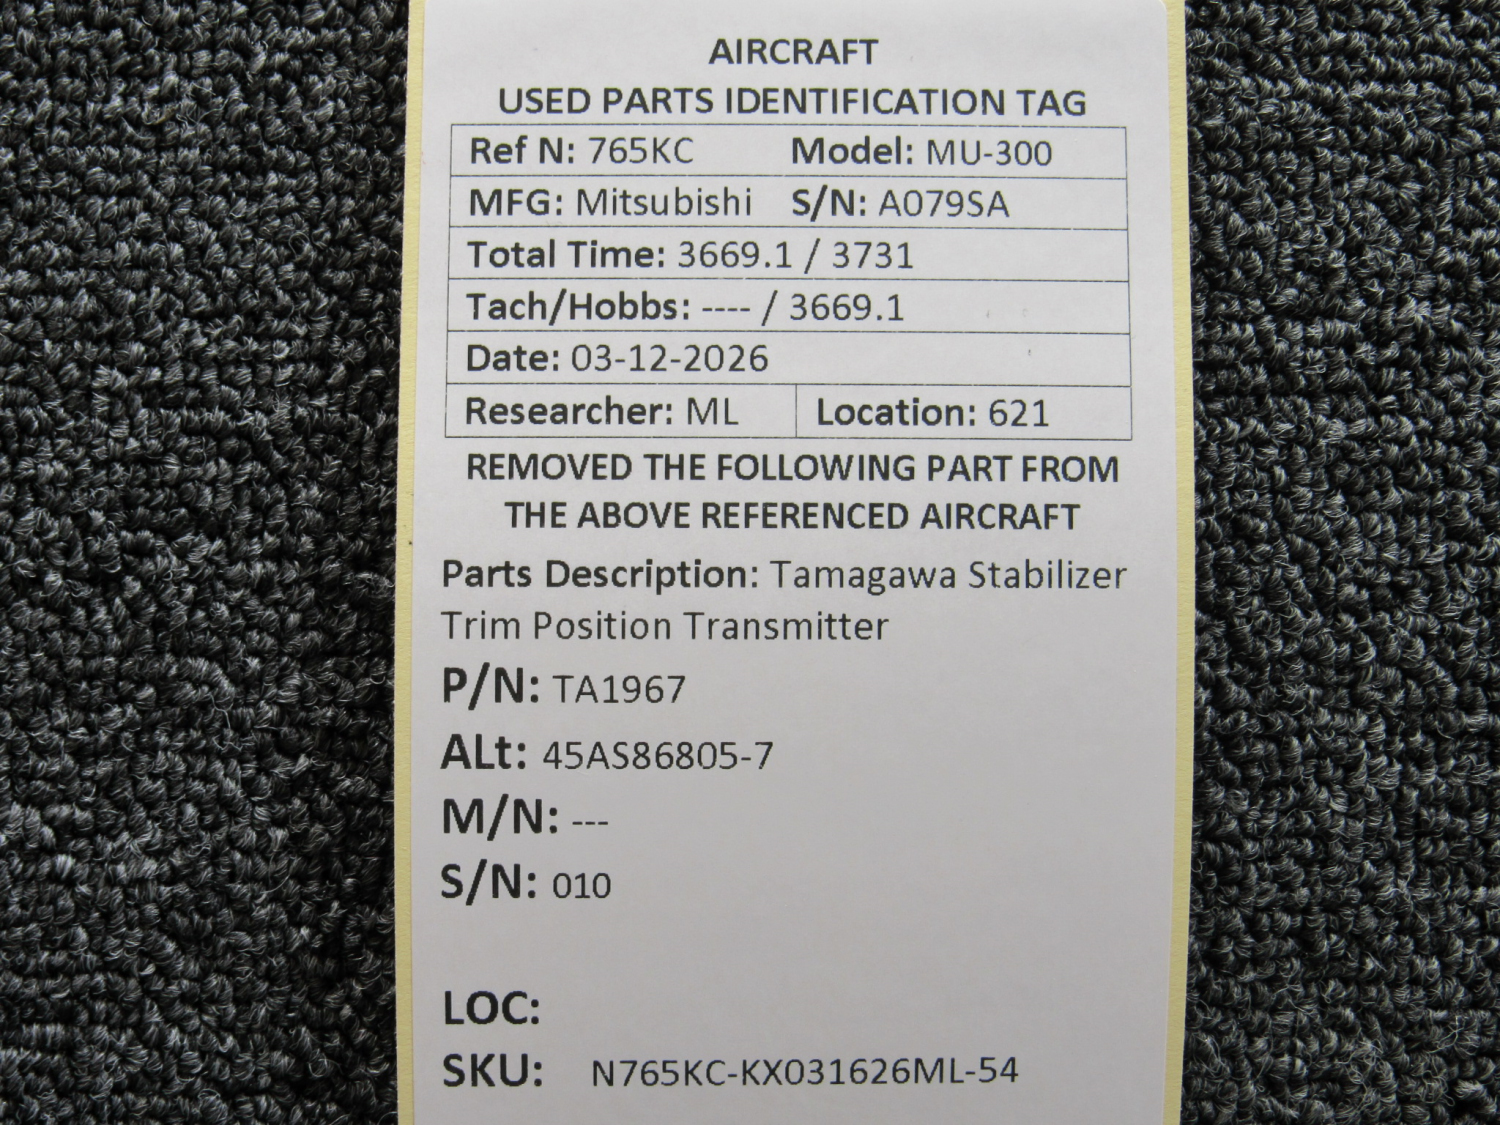 AIRCRAFT
USED PARTS IDENTIFICATION TAG
Ref N: 765KC Model: MU-300
MFG: Mitsubishi S/N: A079SA
Total Time: 3669.1 / 3731
Tach/Hobbs: ---- / 3669.1
Date: 03-12-2026
Researcher: ML Location: 621
REMOVED THE FOLLOWING PART FROM
THE ABOVE REFERENCED AIRCRAFT
Parts Description: Tamagawa Stabilizer
Trim Position Transmitter
P/N: TA1967
ALt: 45AS86805-7
M/N: ---
S/N: 010
LOC:
SKU: N765KC-KX031626ML-54